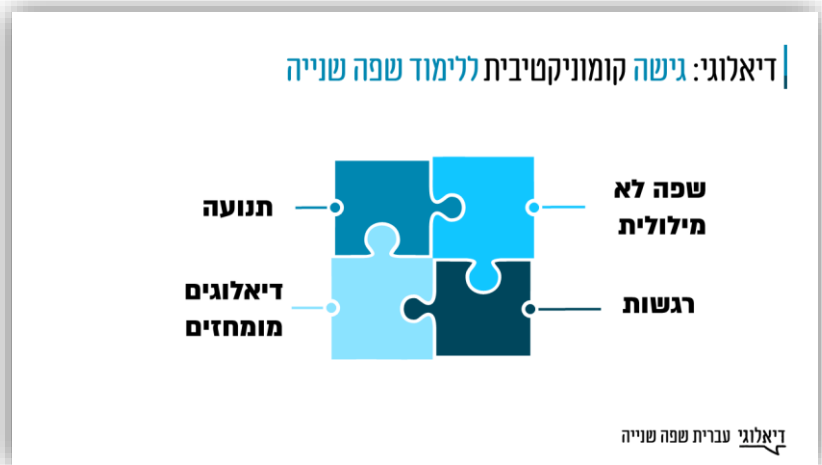 דיאלוגי: גישה קומוניקטיבית ללימוד שפה שנייה
שפה לא
מילולית
תנועה
רגשות
דיאלוגים
מומחזים
דיאלוגי עברית שפה שנייה